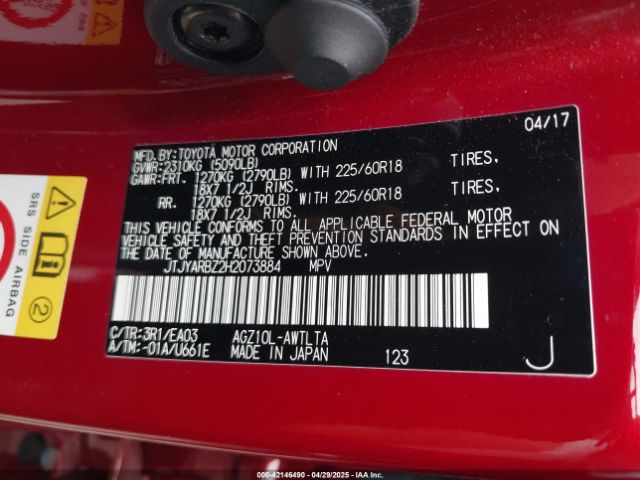 04/17
MFD.BY:TOYOTA MOTOR CORPORATION
GVWR:2310KG (5090LB)
GAWR:FRT. 1270KG (2790LB) WITH 225/60R18 TIRES,
18X7 1/2J RIMS.
RR. 1270KG (2790LB) WITH 225/60R18 TIRES,
18X7 1/2J RIMS.
THIS VEHICLE CONFORMS TO ALL APPLICABLE FEDERAL MOTOR
VEHICLE SAFETY AND THEFT PREVENTION STANDARDS IN EFFECT ON
THE DATE OF MANUFACTURE SHOWN ABOVE.
JTJYARBZ2H2073884 MPV
C/TR:3R1/EA03 AGZ10L-AWTLTA
A/TM:-01A/U661E MADE IN JAPAN 123 J
SRS SIDE AIRBAG
2
000-42146490 - 04/29/2025 - IAAI.COM